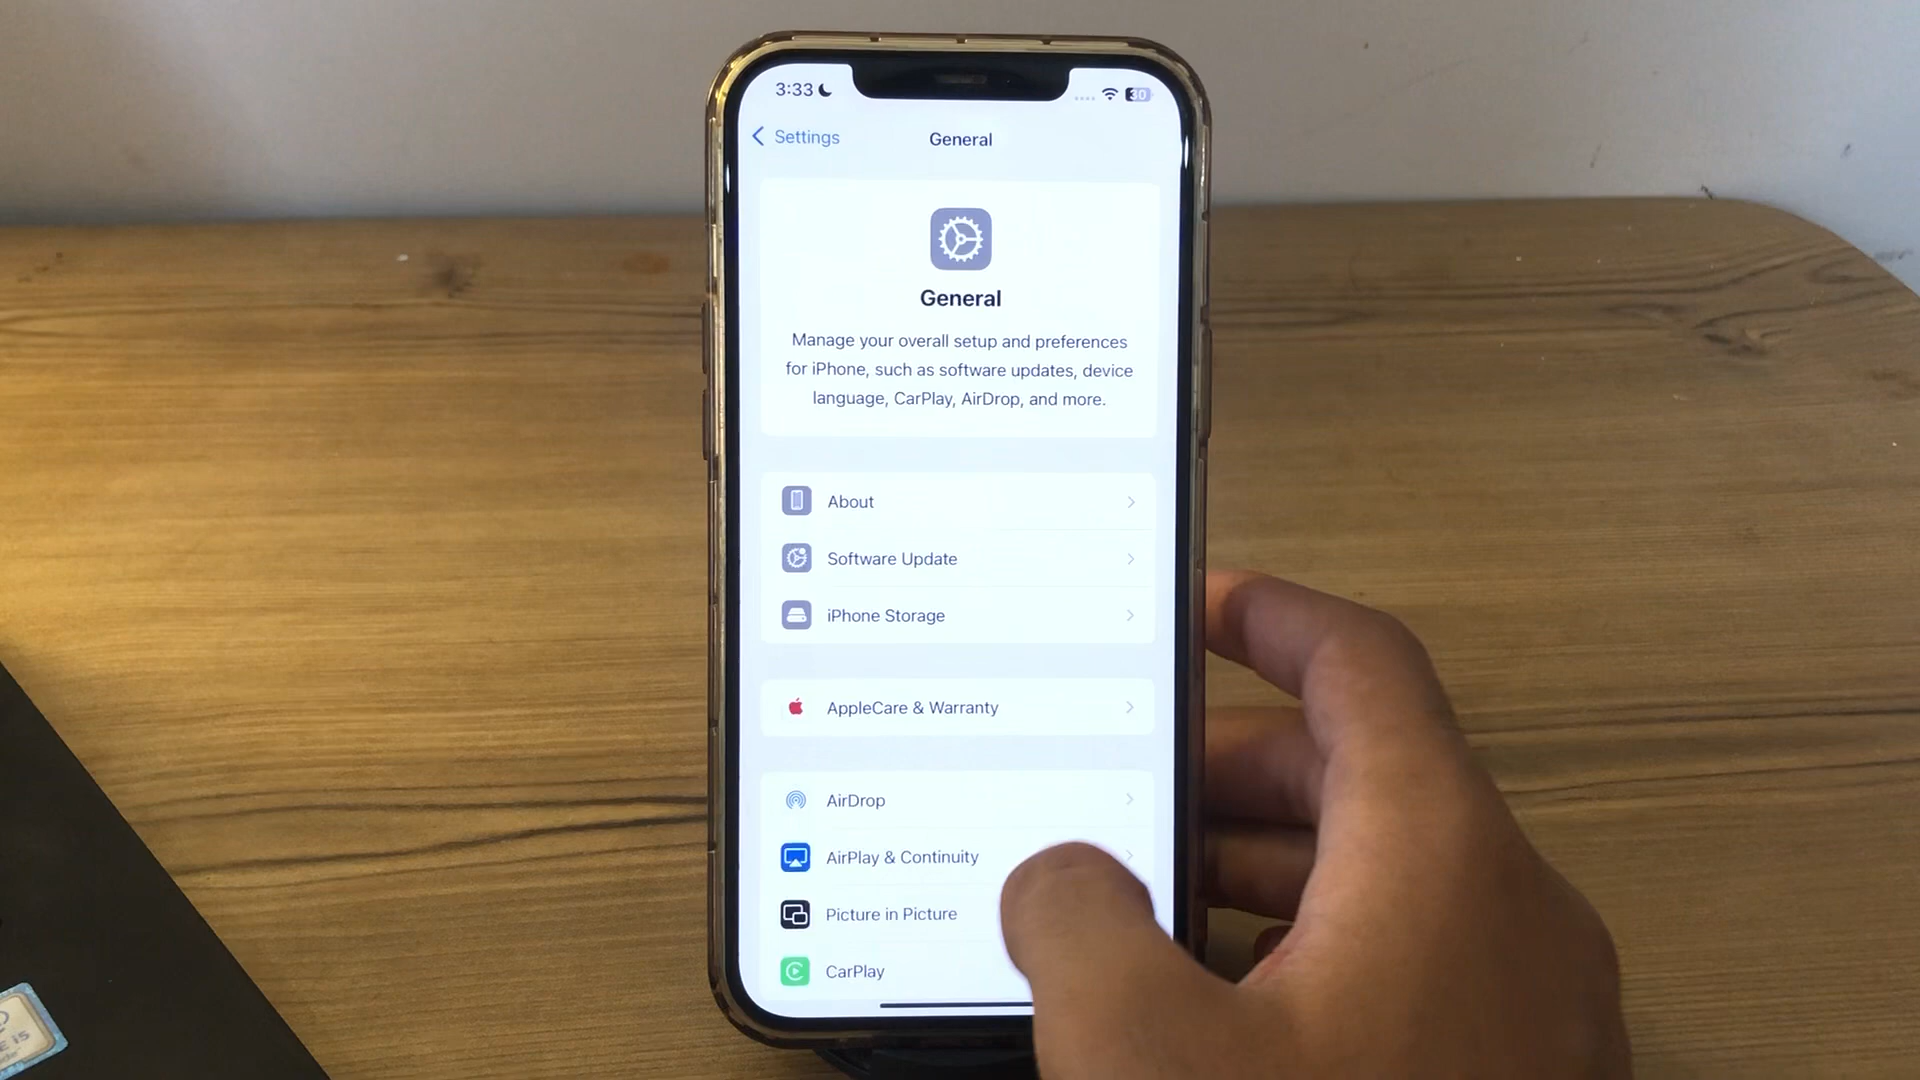 3:33
30
Settings
General
General
Manage your overall setup and preferences
for iPhone, such as software updates, device
language, CarPlay, AirDrop, and more.
About
Software Update
iPhone Storage
AppleCare & Warranty
AirDrop
AirPlay & Continuity
Picture in Picture
CarPlay
i5